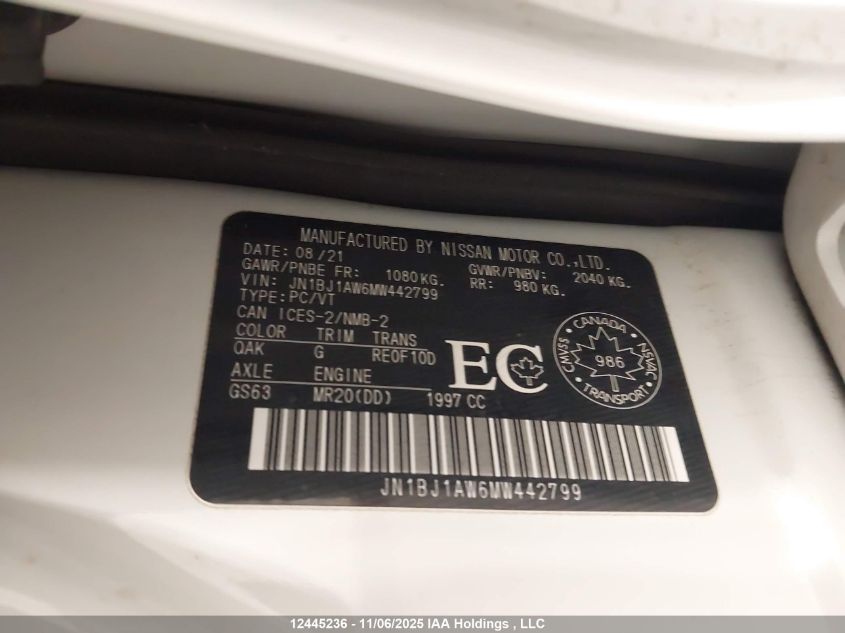 MANUFACTURED BY NISSAN MOTOR CO.,LTD.
DATE: 08/21
GAWR/PNBE FR: 1080KG. GVWR/PNBV: 2040 KG.
VIN: JN1BJ1AW6MW442799 RR: 980 KG.
TYPE:PC/VT
CAN ICES-2/NMB-2
COLOR TRIM TRANS
QAK G RE0F10D
AXLE ENGINE
GS63 MR20(DD) 1997 CC
EC
CANADA
CMVSS 986 NSVAC
TRANSPORT
JN1BJ1AW6MW442799
12445236 - 11/06/2025 IAA Holdings , LLC